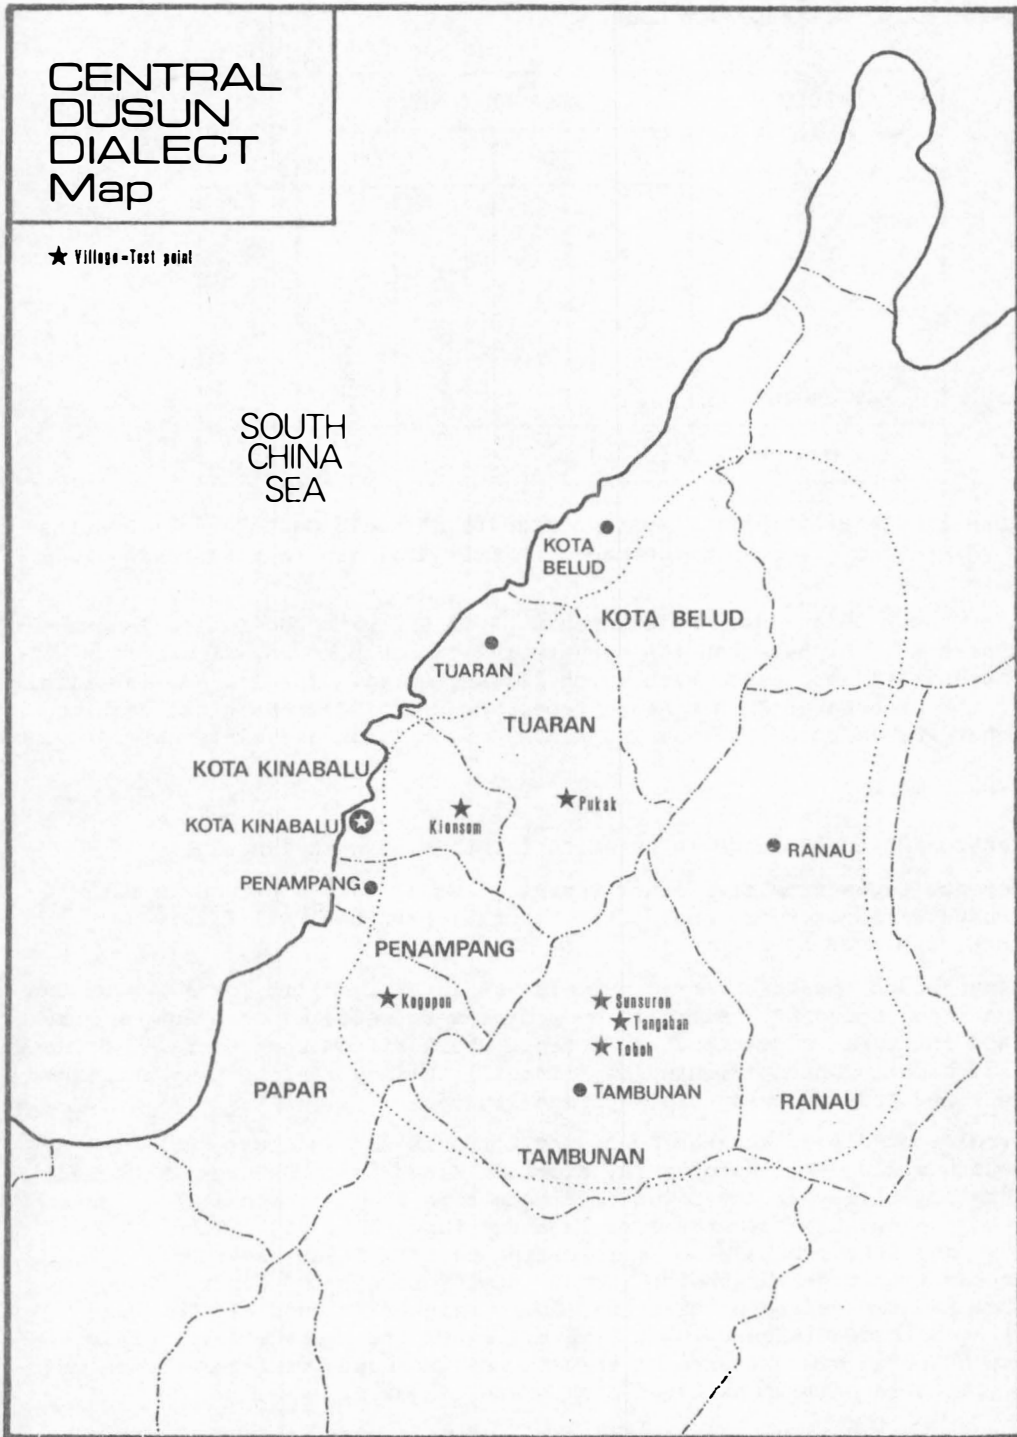 CENTRAL
DUSUN
DIALECT
Map
★ Village-Test point
SOUTH
CHINA
SEA
KOTA
BELUD
KOTA BELUD
TUARAN
TUARAN
KOTA KINABALU
KOTA KINABALU
Kionsom
Pukak
RANAU
PENAMPANG
PENAMPANG
Kogopon
Sunsuron
Tangaban
Toboh
PAPAR
TAMBUNAN
RANAU
TAMBUNAN